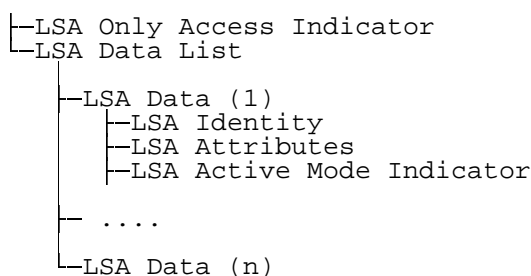 LSA Only Access Indicator
LSA Data List
LSA Data (1)
LSA Identity
LSA Attributes
LSA Active Mode Indicator
....
LSA Data (n)